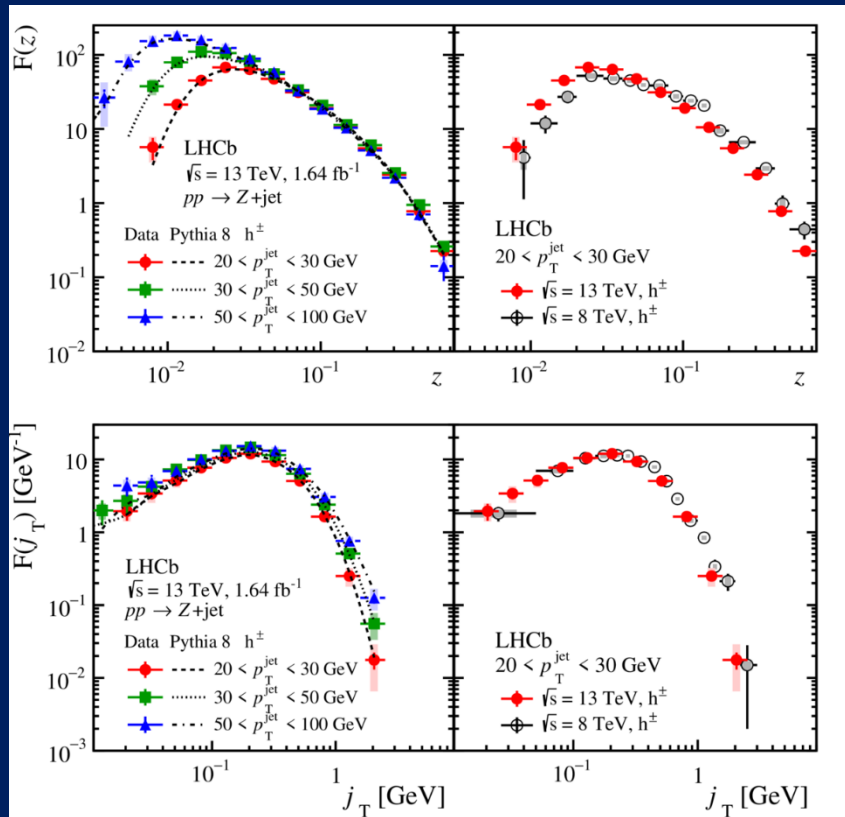 F(z)
10²
10
1
10⁻¹
10⁻²
LHCb
√s = 13 TeV, 1.64 fb⁻¹
pp → Z+jet
Data Pythia 8 h±
20 < p_T^jet < 30 GeV
30 < p_T^jet < 50 GeV
50 < p_T^jet < 100 GeV
10⁻² 10⁻¹ z
LHCb
20 < p_T^jet < 30 GeV
√s = 13 TeV, h±
√s = 8 TeV, h±
10⁻² 10⁻¹ z
F(j_T) [GeV⁻¹]
10
1
10⁻¹
10⁻²
10⁻³
LHCb
√s = 13 TeV, 1.64 fb⁻¹
pp → Z+jet
Data Pythia 8 h±
20 < p_T^jet < 30 GeV
30 < p_T^jet < 50 GeV
50 < p_T^jet < 100 GeV
10⁻¹ 1
j_T [GeV]
LHCb
20 < p_T^jet < 30 GeV
√s = 13 TeV, h±
√s = 8 TeV, h±
10⁻¹ 1
j_T [GeV]